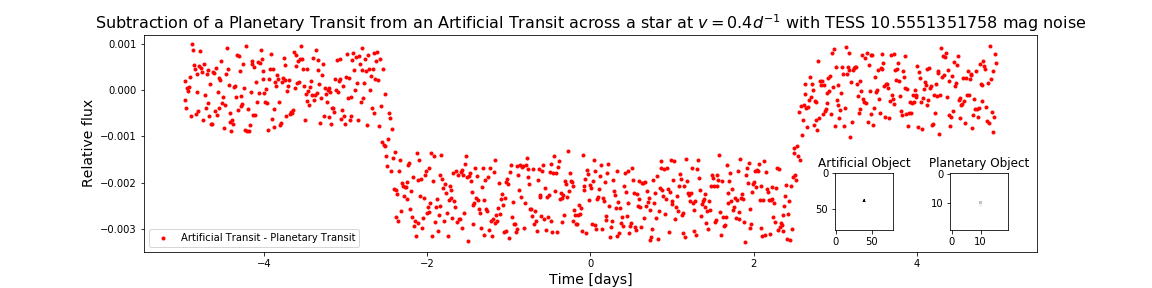 Subtraction of a Planetary Transit from an Artificial Transit across a star at v = 0.4d⁻¹ with TESS 10.5551351758 mag noise
0.001
0.000
−0.001
−0.002
−0.003
Relative flux
Artificial Transit - Planetary Transit
Artificial Object
0
50
0 50
Planetary Object
0
10
0 10
−4 −2 0 2 4
Time [days]